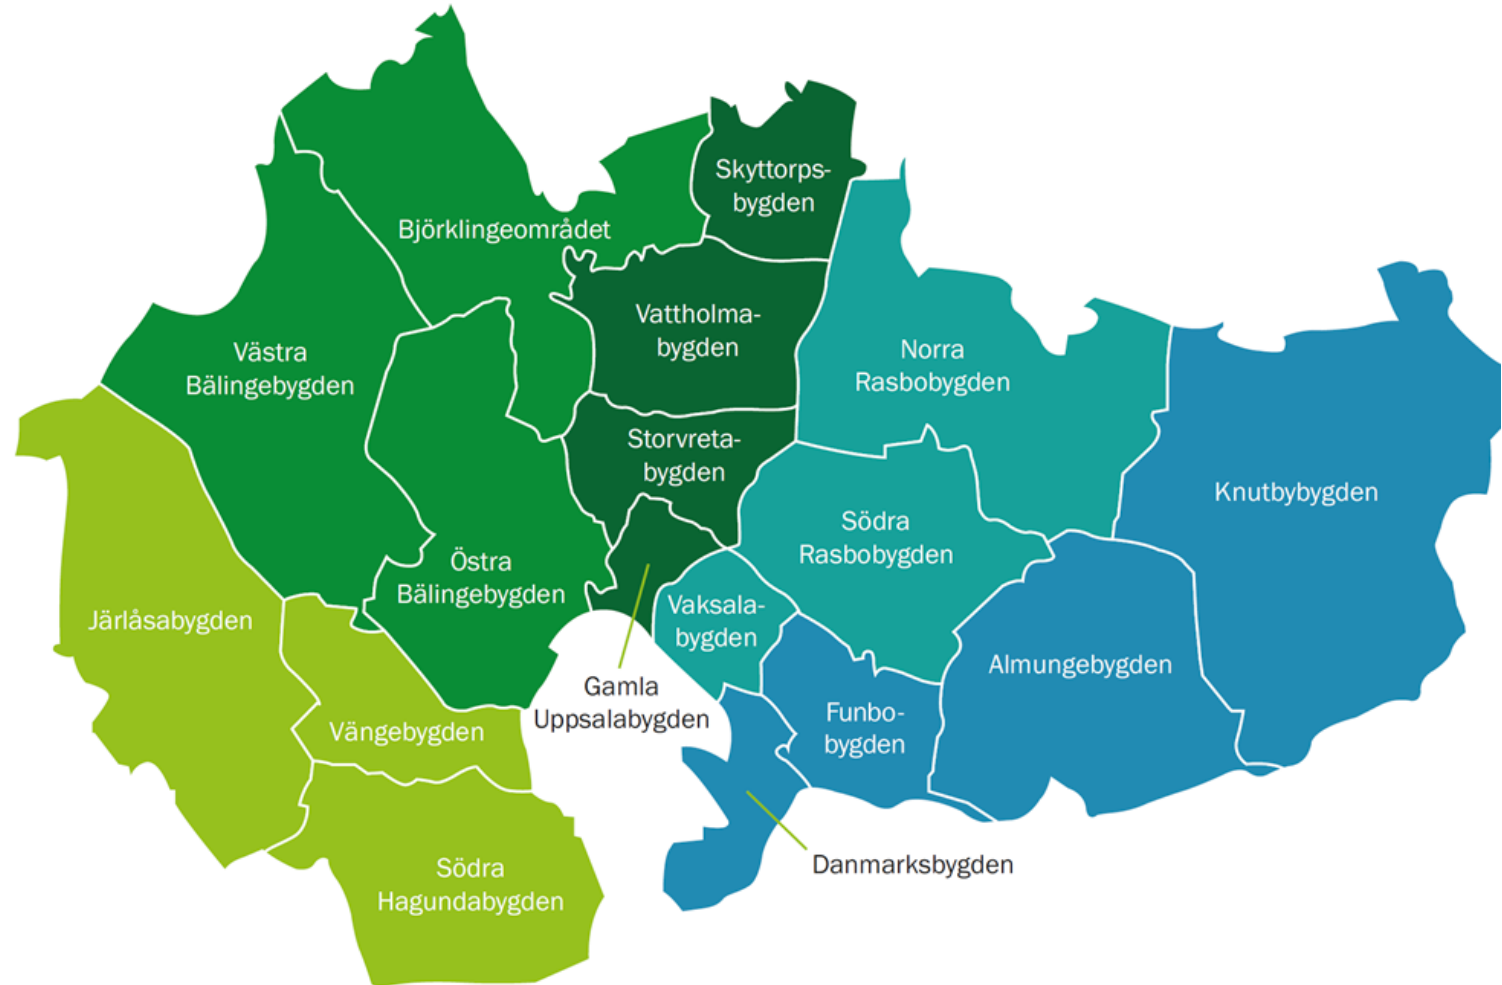 Skyttorps-
bygden
Björklingeområdet
Vattholma-
bygden
Västra
Bälingebygden
Norra
Rasbobygden
Storvreta-
bygden
Knutbybygden
Södra
Rasbobygden
Östra
Bälingebygden
Järlåsabygden
Vaksala-
bygden
Almungebygden
Gamla
Uppsalabygden
Vängebygden
Funbo-
bygden
Danmarksbygden
Södra
Hagundabygden